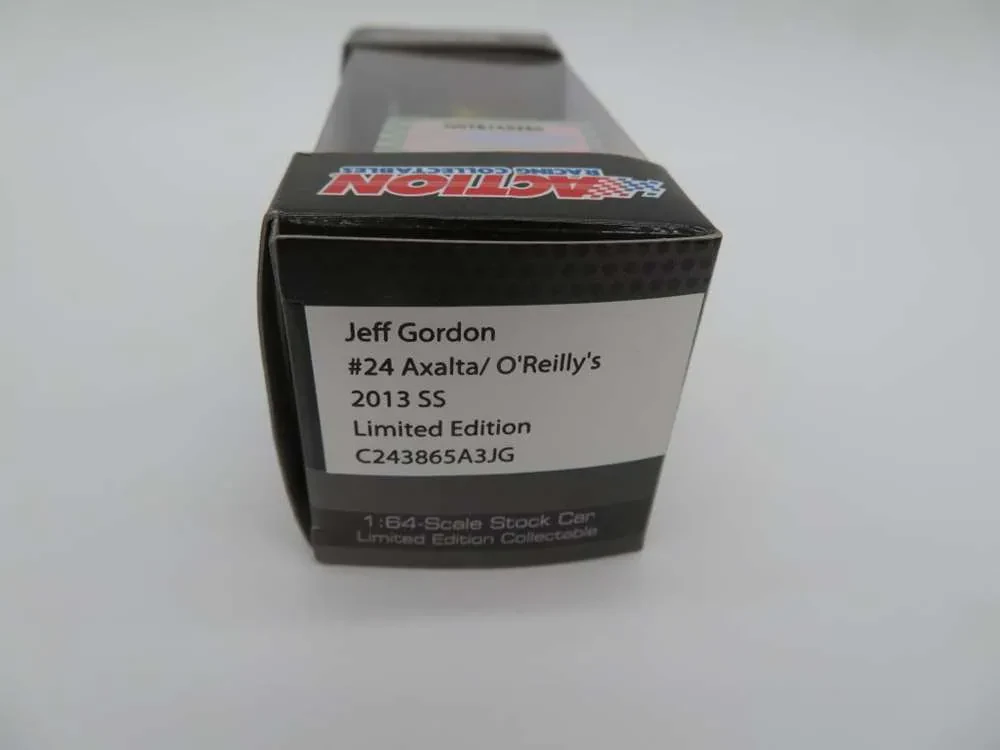 ACTION
RACING COLLECTABLES
Jeff Gordon
#24 Axalta/ O'Reilly's
2013 SS
Limited Edition
C243865A3JG
1:64-Scale Stock Car
Limited Edition Collectable